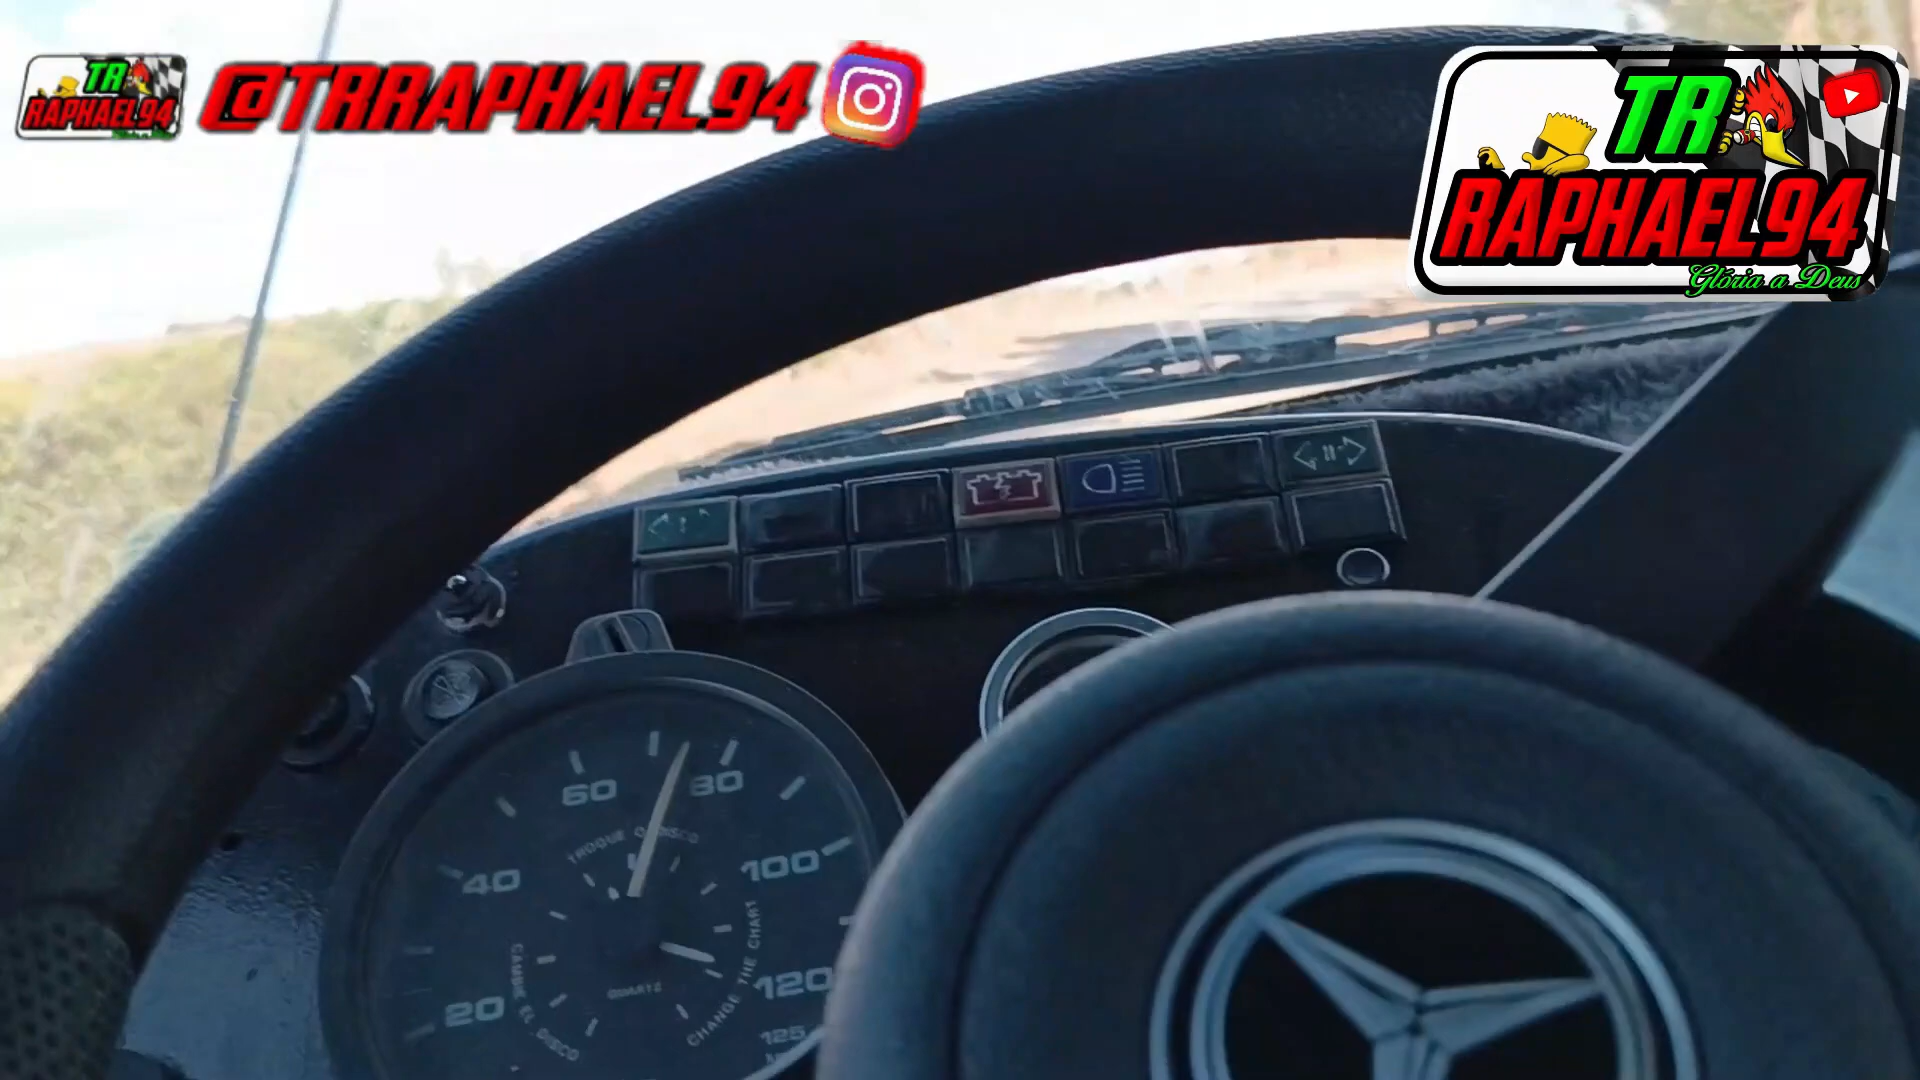 TR
RAPHAEL94
@TRRAPHAEL94
TR
RAPHAEL94
Glória a Deus
60
80
TROQUE O DISCO
40
100
CAMBIE EL DISCO
CHANGE THE CHART
QUARTZ
20
120
125